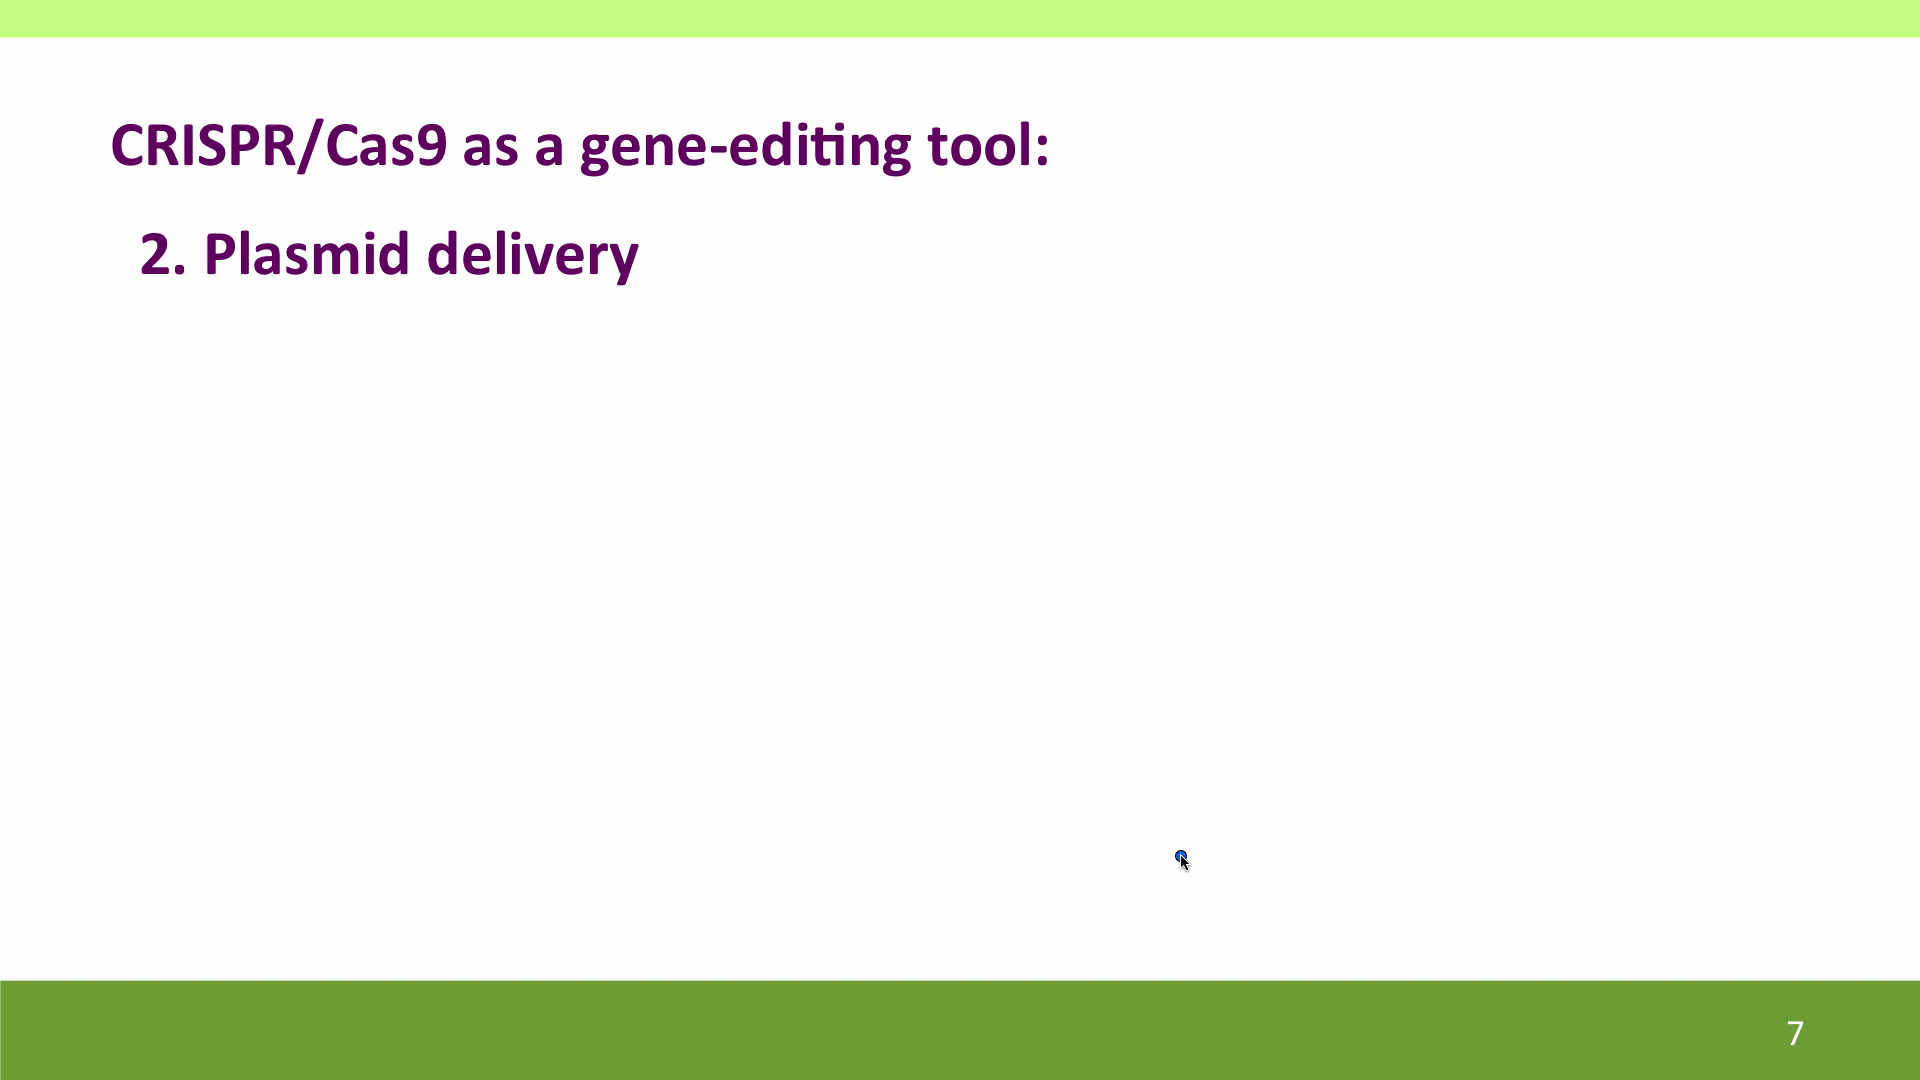 CRISPR/Cas9 as a gene-editing tool:
2. Plasmid delivery
7